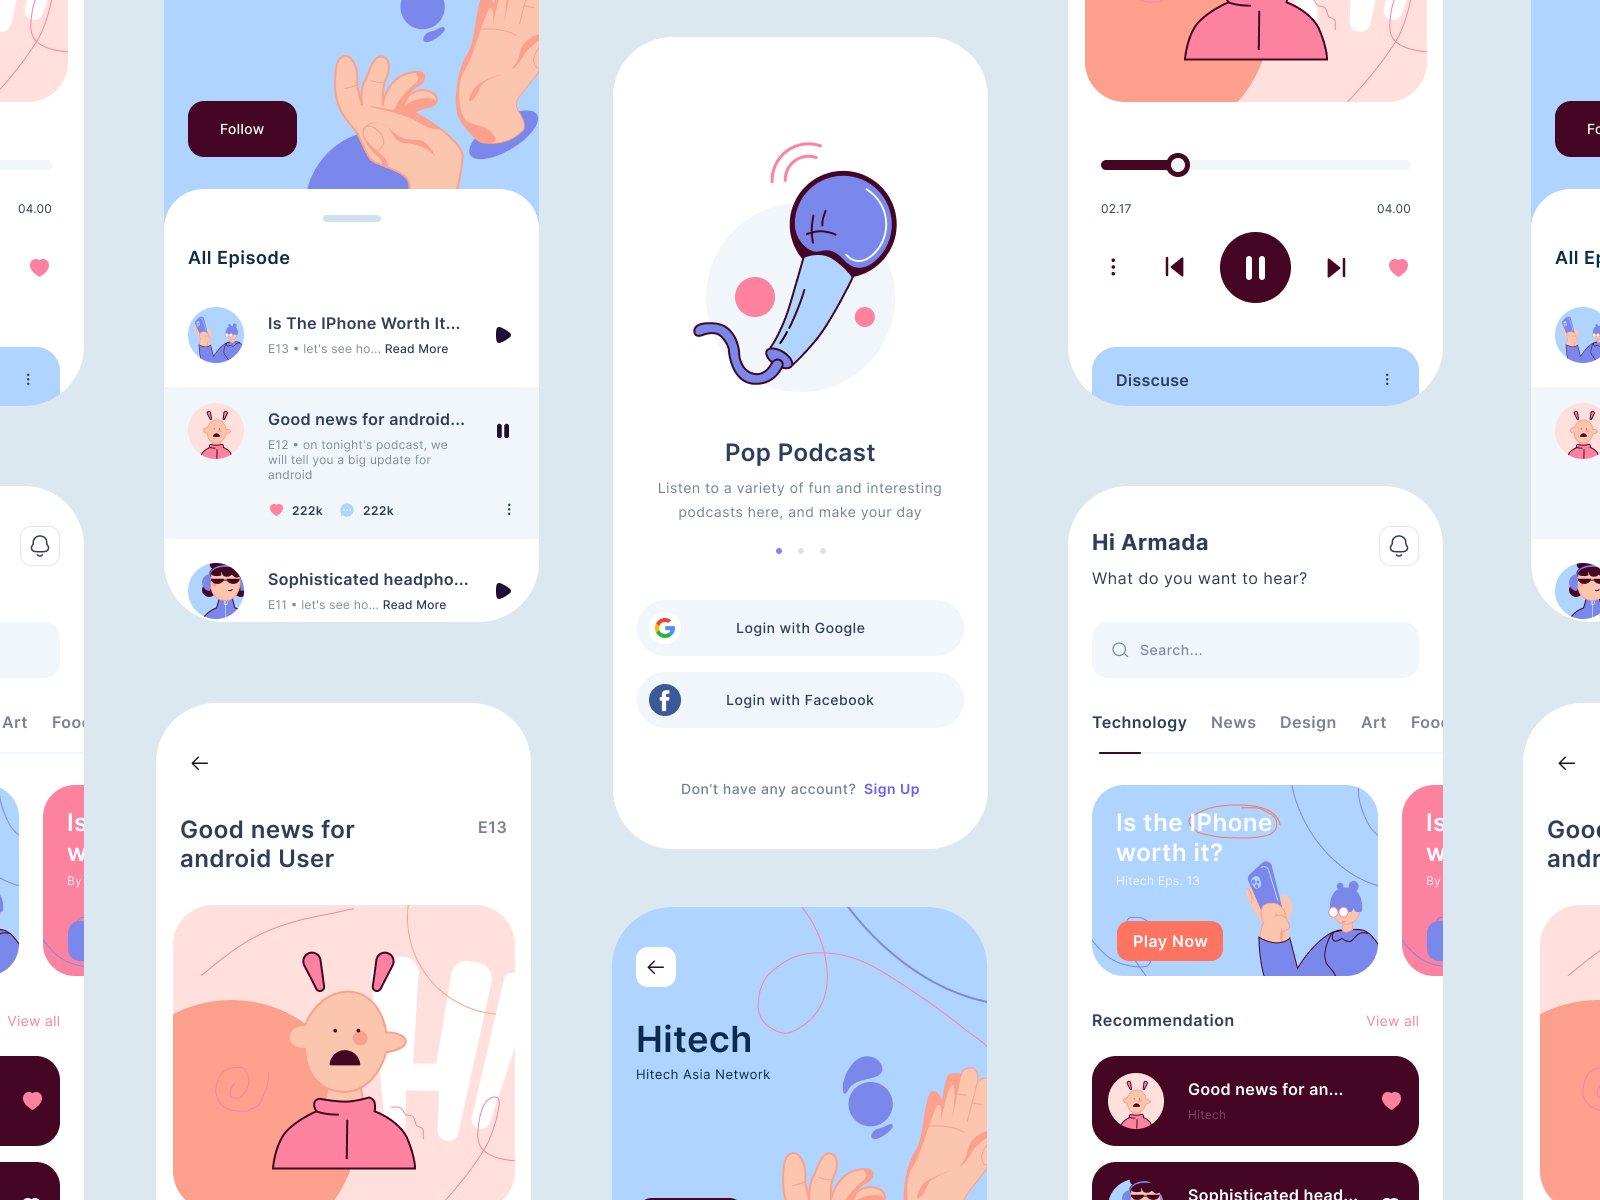 04.00
Art Food
Is
w
By
View all
Follow
All Episode
Is The IPhone Worth It...
E13 • let's see ho... Read More
Good news for android...
E12 • on tonight's podcast, we
will tell you a big update for
android
222k 222k
Sophisticated headpho...
E11 • let's see ho... Read More
Good news for
android User
E13
Hi
Pop Podcast
Listen to a variety of fun and interesting
podcasts here, and make your day
Login with Google
Login with Facebook
Don't have any account? Sign Up
Hitech
Hitech Asia Network
02.17 04.00
Disscuse
Hi Armada
What do you want to hear?
Search...
Technology News Design Art Food
Is the IPhone
worth it?
Hitech Eps. 13
Play Now
Is
w
By
Recommendation View all
Good news for an...
Hitech
Sophisticated head...
Fo
All Ep
Good
andr